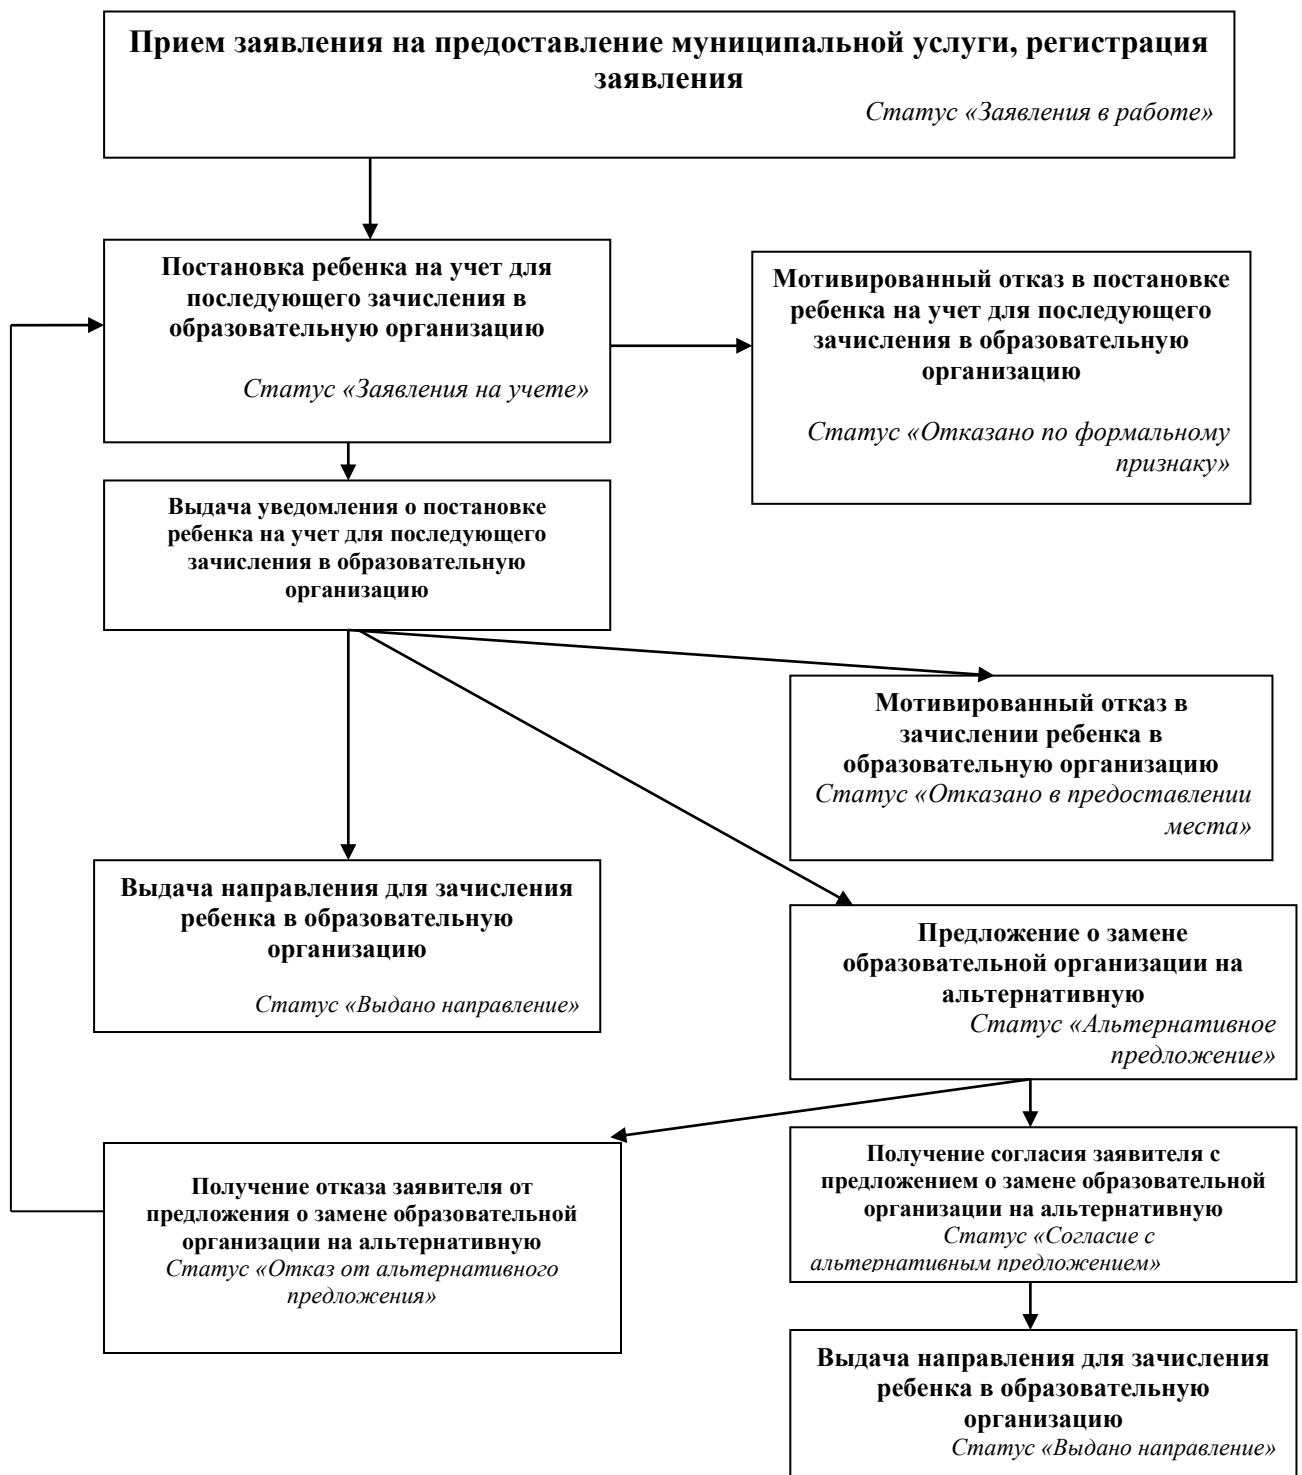 Прием заявления на предоставление муниципальной услуги, регистрация
заявления
Статус «Заявления в работе»
Постановка ребенка на учет для
последующего зачисления в
образовательную организацию
Статус «Заявления на учете»
Мотивированный отказ в постановке
ребенка на учет для последующего
зачисления в образовательную
организацию
Статус «Отказано по формальному
признаку»
Выдача уведомления о постановке
ребенка на учет для последующего
зачисления в образовательную
организацию
Мотивированный отказ в
зачислении ребенка в
образовательную организацию
Статус «Отказано в предоставлении
места»
Выдача направления для зачисления
ребенка в образовательную
организацию
Статус «Выдано направление»
Предложение о замене
образовательной организации на
альтернативную
Статус «Альтернативное
предложение»
Получение отказа заявителя от
предложения о замене образовательной
организации на альтернативную
Статус «Отказ от альтернативного
предложения»
Получение согласия заявителя с
предложением о замене образовательной
организации на альтернативную
Статус «Согласие с
альтернативным предложением»
Выдача направления для зачисления
ребенка в образовательную
организацию
Статус «Выдано направление»